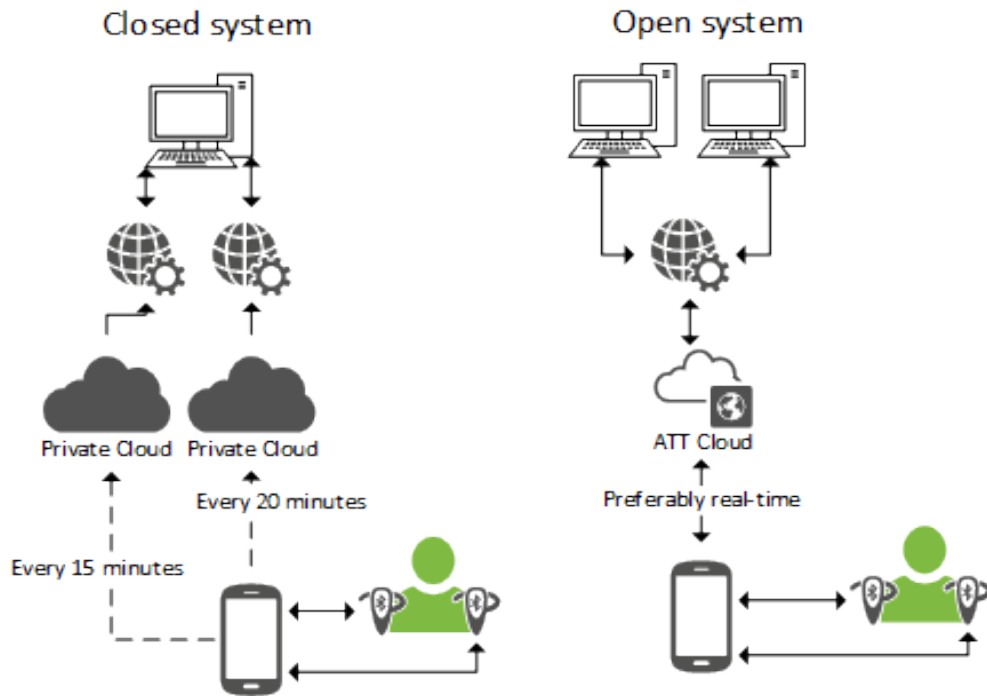 Closed system
Open system
Private Cloud
Private Cloud
ATT Cloud
Every 20 minutes
Preferably real-time
Every 15 minutes